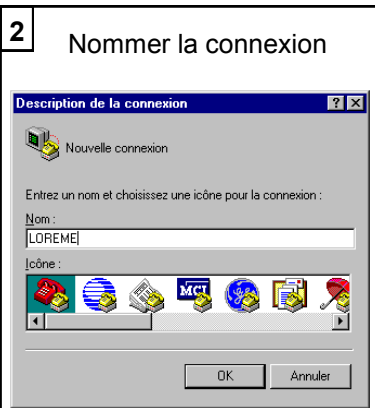 2
Nommer la connexion
Description de la connexion
Nouvelle connexion
Entrez un nom et choisissez une icône pour la connexion :
Nom :
LOREME
Icône :
MCI
OK
Annuler